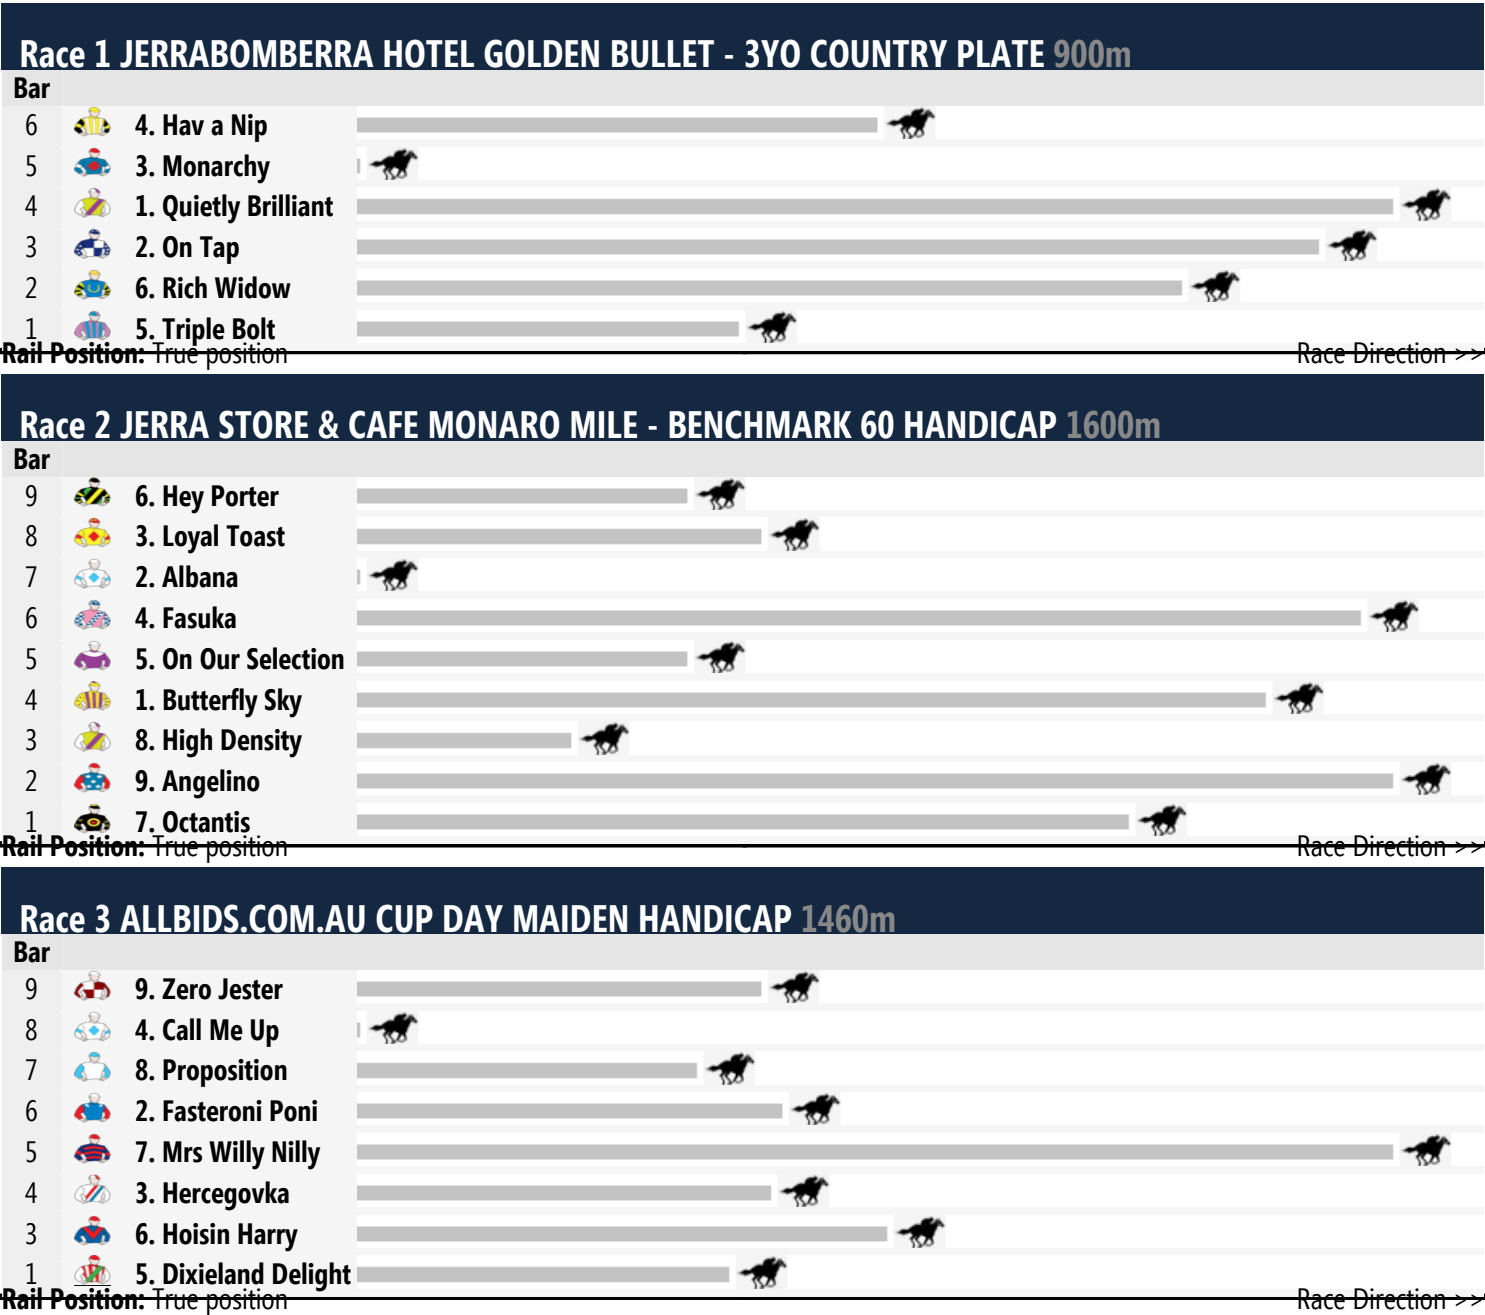 Race 1 JERRABOMBERRA HOTEL GOLDEN BULLET - 3YO COUNTRY PLATE 900m
Bar
6 4. Hav a Nip
5 3. Monarchy
4 1. Quietly Brilliant
3 2. On Tap
2 6. Rich Widow
1 5. Triple Bolt
Rail Position: True position Race Direction >>
Race 2 JERRA STORE & CAFE MONARO MILE - BENCHMARK 60 HANDICAP 1600m
Bar
9 6. Hey Porter
8 3. Loyal Toast
7 2. Albana
6 4. Fasuka
5 5. On Our Selection
4 1. Butterfly Sky
3 8. High Density
2 9. Angelino
1 7. Octantis
Rail Position: True position Race Direction >>
Race 3 ALLBIDS.COM.AU CUP DAY MAIDEN HANDICAP 1460m
Bar
9 9. Zero Jester
8 4. Call Me Up
7 8. Proposition
6 2. Fasteroni Poni
5 7. Mrs Willy Nilly
4 3. Hercegovka
3 6. Hoisin Harry
1 5. Dixieland Delight
Rail Position: True position Race Direction >>